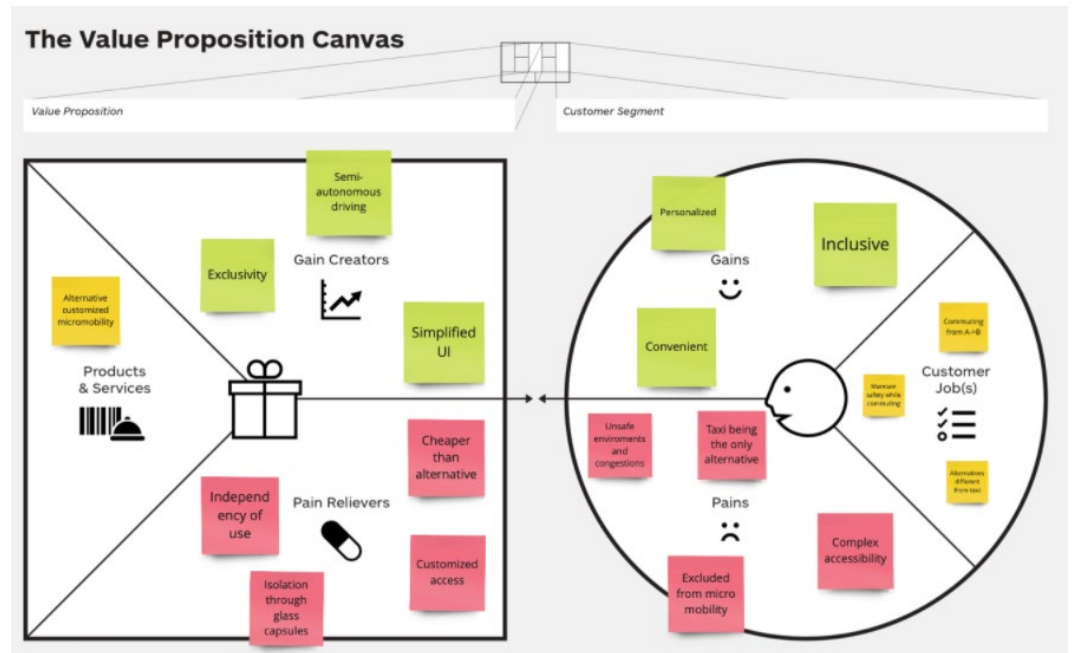 The Value Proposition Canvas
Value Proposition
Customer Segment
Semi-
autonomous
driving
Exclusivity
Gain Creators
Simplified
UI
Alternative
customized
micromobility
Products
& Services
Cheaper
than
alternative
Independ
ency of
use
Pain Relievers
Customized
access
Isolation
through
glass
capsules
Personalized
Inclusive
Gains
Convenient
Commuting
from A->B
Customer
Job(s)
Maintain
safety while
commuting
Alternatives
different
from taxi
Unsafe
enviroments
and
congestions
Taxi being
the only
alternative
Pains
Complex
accessibility
Excluded
from micro
mobility